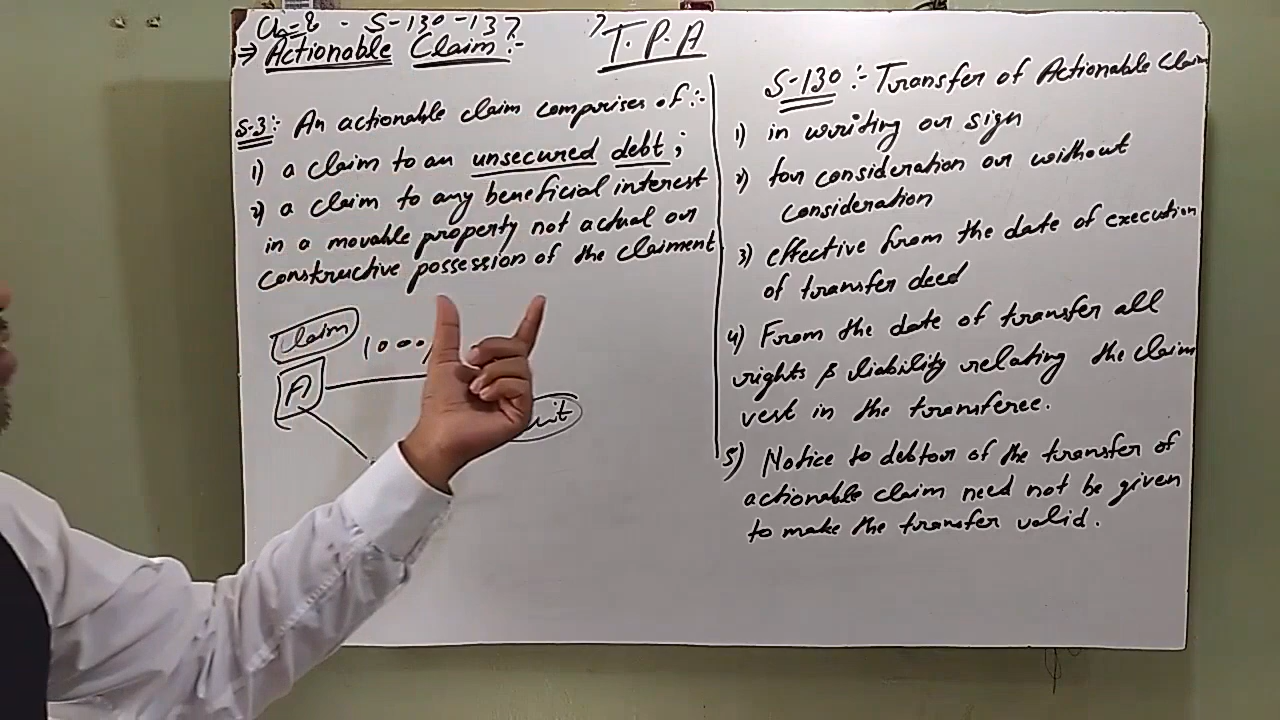 Ch=8 - S-130-137
T.P.A
⇒ Actionable Claim :-
S-3: An actionable claim comprises of :-
1) a claim to an unsecured debt ;
2) a claim to any beneficial interest
in a movable property not actual or
constructive possession of the claiment
Claim
1000/
A
S-130 :- Transfer of Actionable Claim
1) in writing or sign
2) for consideration or without
consideration
3) effective from the date of execution
of transfer deed
4) From the date of transfer all
rights & liability relating the claim
vest in the transferee.
5) Notice to debtor of the transfer of
actionable claim need not be given
to make the transfer valid.